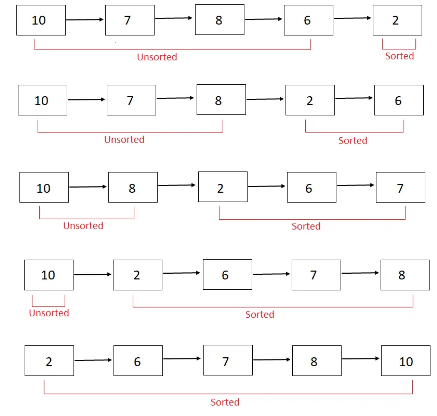 10 7 8 6 2
Unsorted Sorted
10 7 8 2 6
Unsorted Sorted
10 8 2 6 7
Unsorted Sorted
10 2 6 7 8
Unsorted Sorted
2 6 7 8 10
Sorted